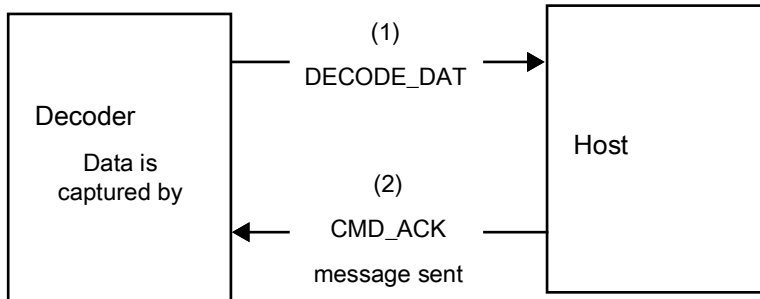 Decoder
Data is
captured by
(1)
DECODE_DAT
(2)
CMD_ACK
message sent
Host